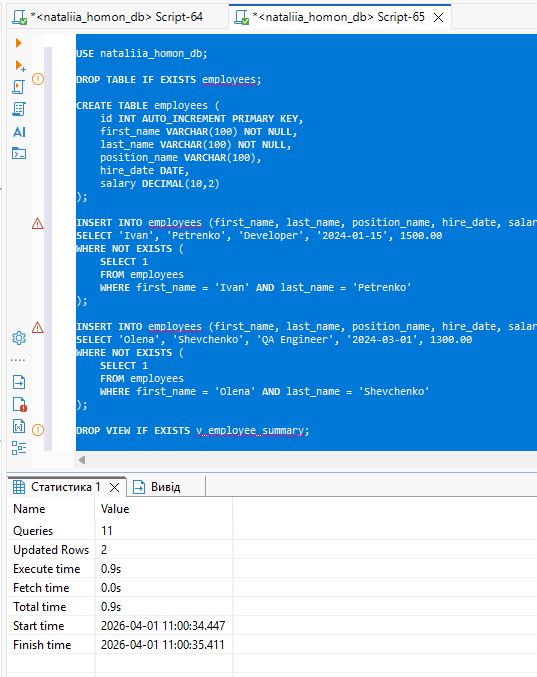 *<nataliia_homon_db> Script-64
*<nataliia_homon_db> Script-65
USE nataliia_homon_db;
DROP TABLE IF EXISTS employees;
CREATE TABLE employees (
id INT AUTO_INCREMENT PRIMARY KEY,
first_name VARCHAR(100) NOT NULL,
last_name VARCHAR(100) NOT NULL,
position_name VARCHAR(100),
hire_date DATE,
salary DECIMAL(10,2)
);
INSERT INTO employees (first_name, last_name, position_name, hire_date, salar
SELECT 'Ivan', 'Petrenko', 'Developer', '2024-01-15', 1500.00
WHERE NOT EXISTS (
SELECT 1
FROM employees
WHERE first_name = 'Ivan' AND last_name = 'Petrenko'
);
INSERT INTO employees (first_name, last_name, position_name, hire_date, salar
SELECT 'Olena', 'Shevchenko', 'QA Engineer', '2024-03-01', 1300.00
WHERE NOT EXISTS (
SELECT 1
FROM employees
WHERE first_name = 'Olena' AND last_name = 'Shevchenko'
);
DROP VIEW IF EXISTS v_employee_summary;
AI
Статистика 1
Вивід
Name Value
Queries 11
Updated Rows 2
Execute time 0.9s
Fetch time 0.0s
Total time 0.9s
Start time 2026-04-01 11:00:34.447
Finish time 2026-04-01 11:00:35.411